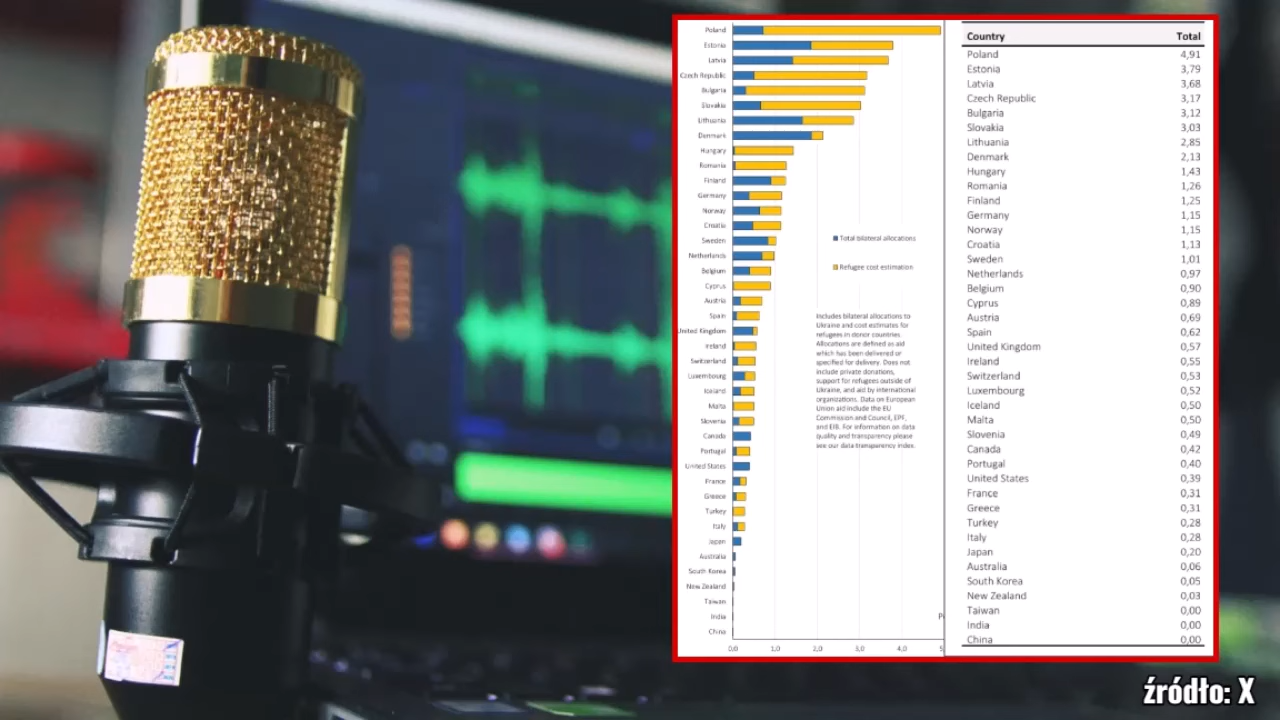 Poland
Estonia
Latvia
Czech Republic
Bulgaria
Slovakia
Lithuania
Denmark
Hungary
Romania
Finland
Germany
Norway
Croatia
Sweden
Netherlands
Belgium
Cyprus
Austria
Spain
United Kingdom
Ireland
Switzerland
Luxembourg
Iceland
Malta
Slovenia
Canada
Portugal
United States
France
Greece
Turkey
Italy
Japan
Australia
South Korea
New Zealand
Taiwan
India
China
0,0 1,0 2,0 3,0 4,0 5,
Total bilateral allocations
Refugee cost estimation
Includes bilateral allocations to
Ukraine and cost estimates for
refugees in donor countries.
Allocations are defined as aid
which has been delivered or
specified for delivery. Does not
include private donations,
support for refugees outside of
Ukraine, and aid by international
organizations. Data on European
Union aid include the EU
Commission and Council, EPF,
and EIB. For information on data
quality and transparency please
see our data transparency index.
Country Total
Poland 4,91
Estonia 3,79
Latvia 3,68
Czech Republic 3,17
Bulgaria 3,12
Slovakia 3,03
Lithuania 2,85
Denmark 2,13
Hungary 1,43
Romania 1,26
Finland 1,25
Germany 1,15
Norway 1,15
Croatia 1,13
Sweden 1,01
Netherlands 0,97
Belgium 0,90
Cyprus 0,89
Austria 0,69
Spain 0,62
United Kingdom 0,57
Ireland 0,55
Switzerland 0,53
Luxembourg 0,52
Iceland 0,50
Malta 0,50
Slovenia 0,49
Canada 0,42
Portugal 0,40
United States 0,39
France 0,31
Greece 0,31
Turkey 0,28
Italy 0,28
Japan 0,20
Australia 0,06
South Korea 0,05
New Zealand 0,03
Taiwan 0,00
India 0,00
China 0,00
źródło: X